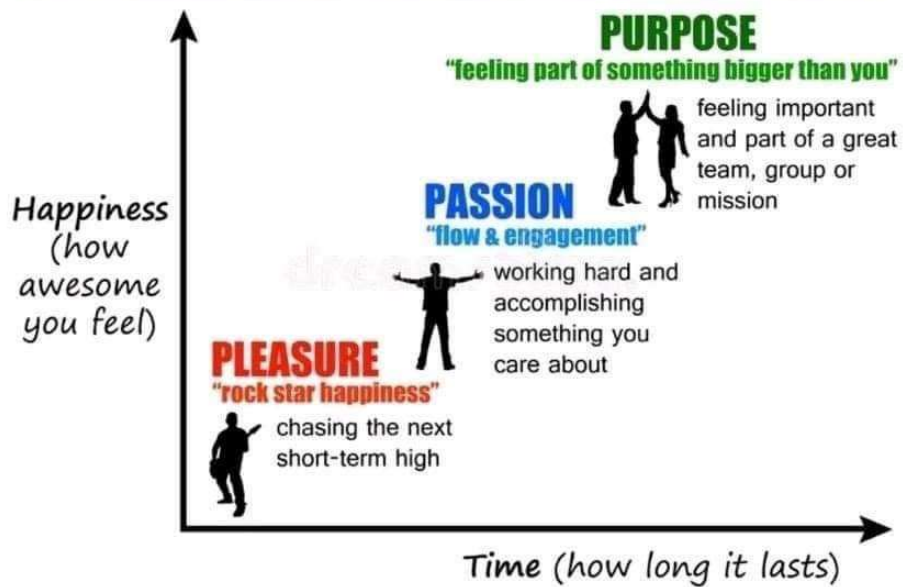 PURPOSE
"feeling part of something bigger than you"
feeling important
and part of a great
team, group or
mission
PASSION
"flow & engagement"
working hard and
accomplishing
something you
care about
Happiness
(how
awesome
you feel)
PLEASURE
"rock star happiness"
chasing the next
short-term high
Time (how long it lasts)